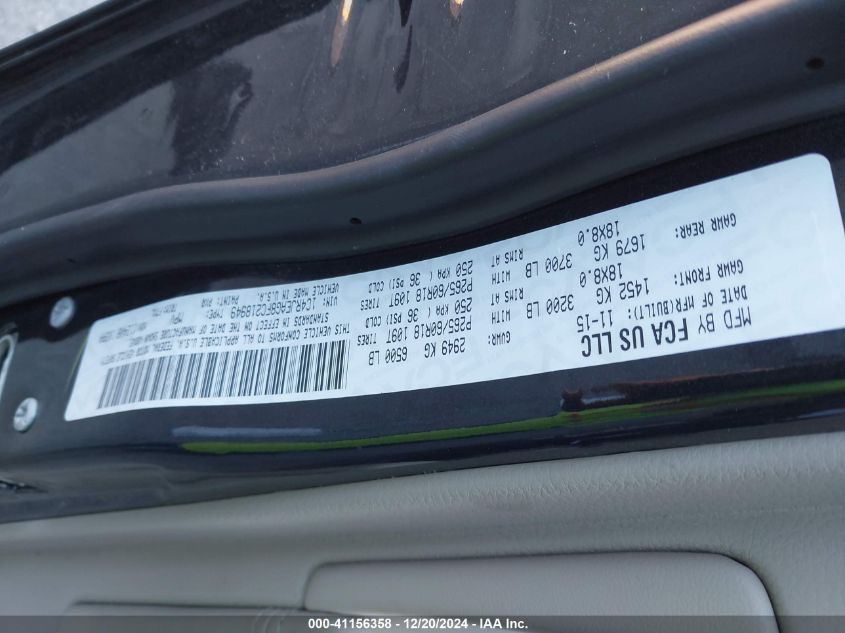 MFD BY FCA US LLC
DATE OF MFR(BUILT): 11-15
GAWR FRONT: 1452 KG 3200 LB
18X8.0 RIMS AT
P265/60R18 109T TIRES WITH
250 KPA ( 36 PSI) COLD
GAWR REAR: 1679 KG 3700 LB
18X8.0 RIMS AT
P265/60R18 109T TIRES WITH
250 KPA ( 36 PSI) COLD
2949 KG 6500 LB
THIS VEHICLE CONFORMS TO ALL APPLICABLE U.S.A. FEDERAL
STANDARDS IN EFFECT ON THE DATE OF MANUFACTURE SHOWN ABOVE
VIN: TYPE:
VEHICLE MADE IN U.S.A. PAINT:
000-41156358 - 12/20/2024 - IAA Inc.